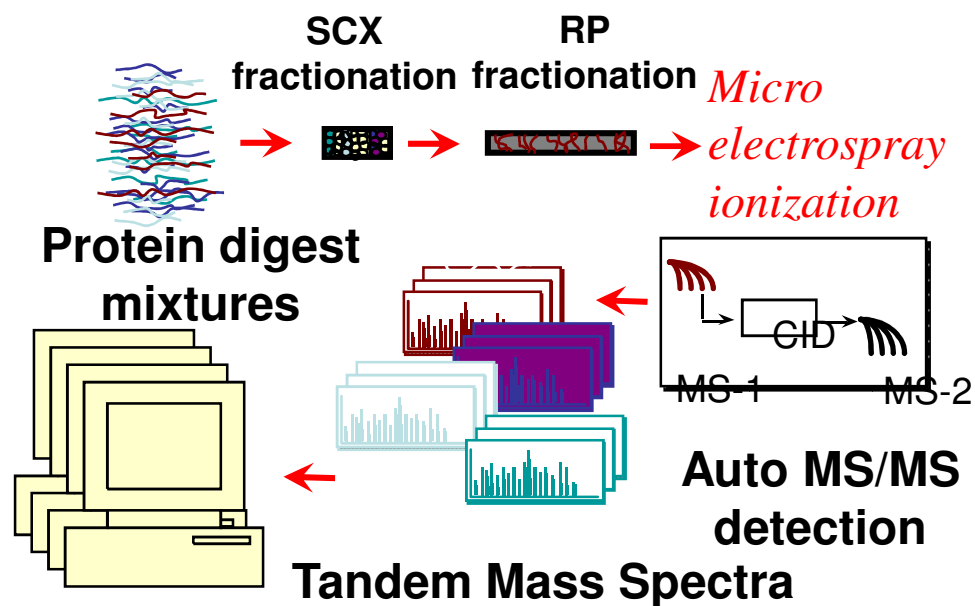 SCX
fractionation
RP
fractionation
Micro
electrospray
ionization
Protein digest
mixtures
CID
MS-1
MS-2
Auto MS/MS
detection
Tandem Mass Spectra